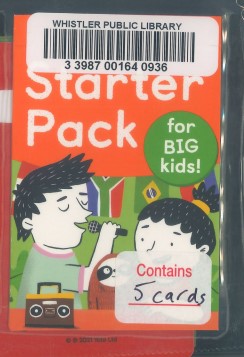 WHISTLER PUBLIC LIBRARY
3 3987 00164 0936
Starter
Pack
for
BIG
kids!
Contains
5 cards